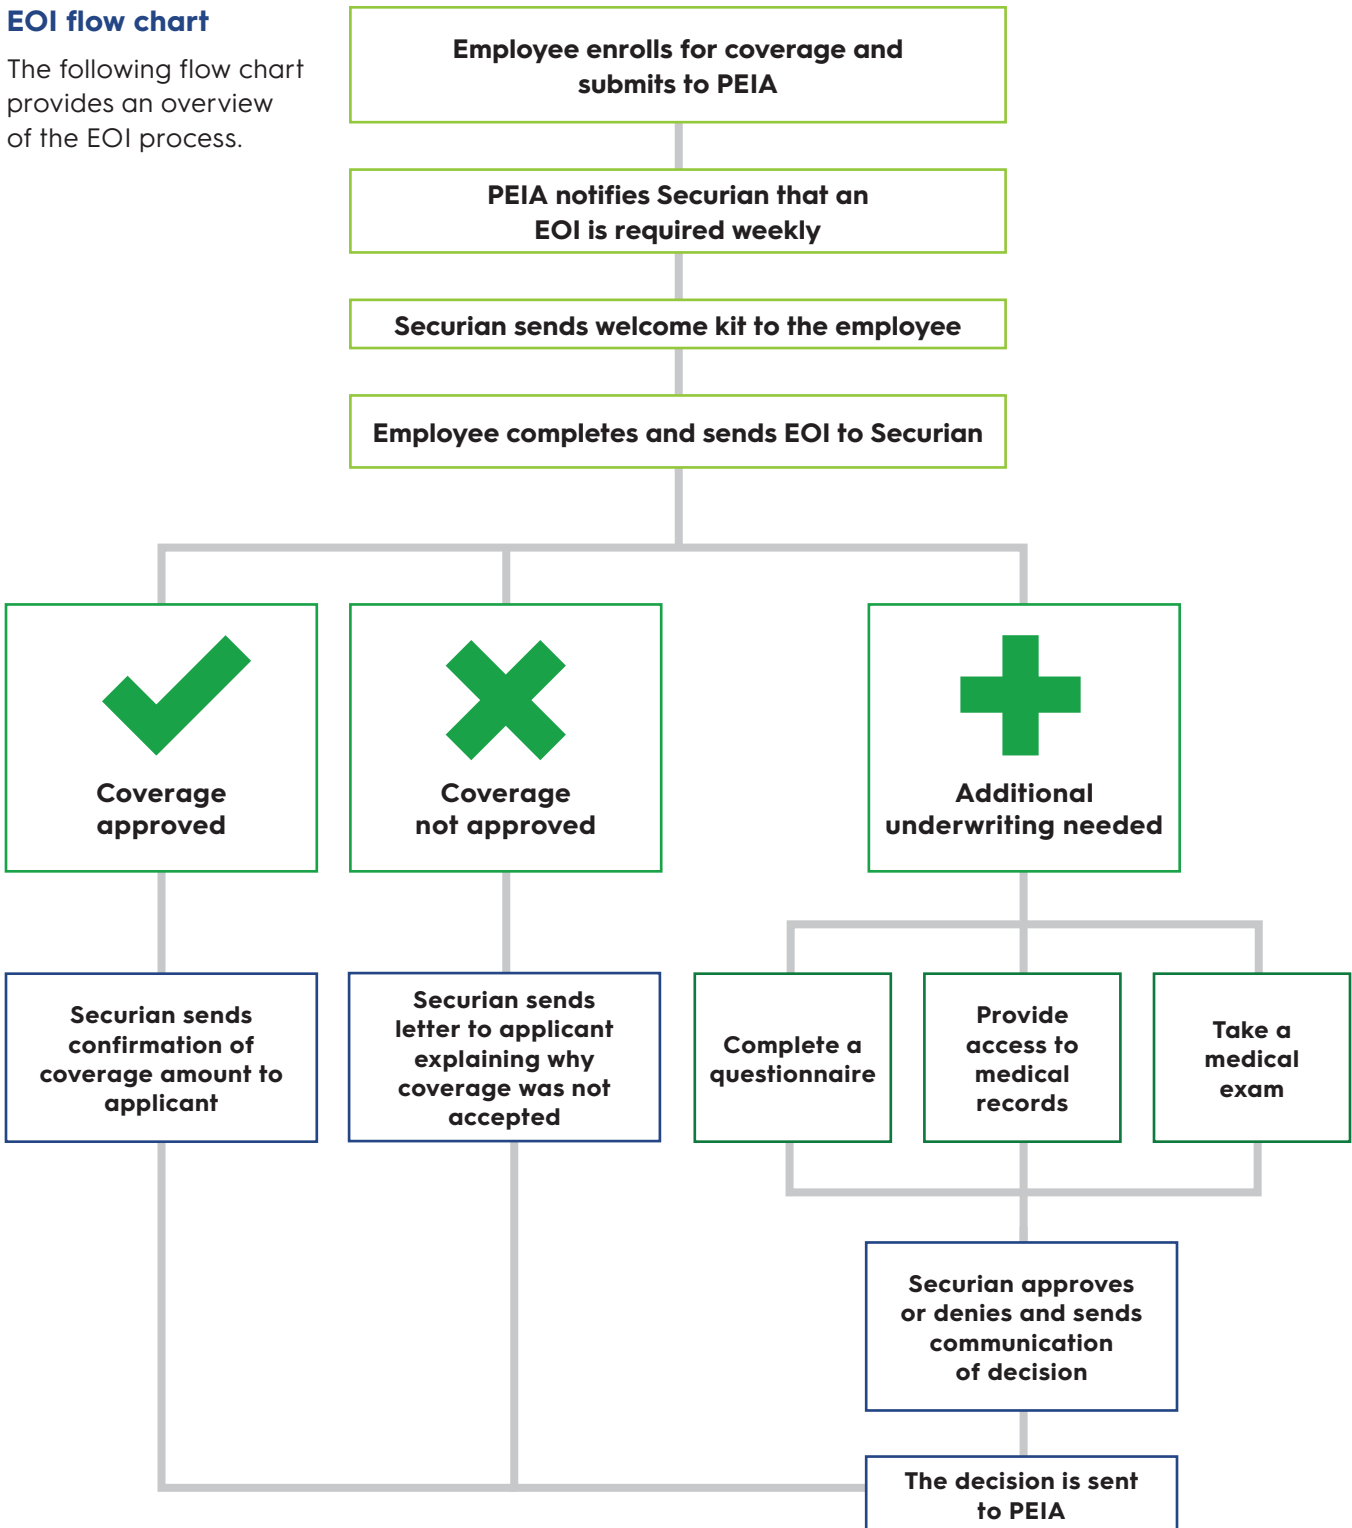 EOI flow chart
The following flow chart
provides an overview
of the EOI process.
Employee enrolls for coverage and
submits to PEIA
PEIA notifies Securian that an
EOI is required weekly
Securian sends welcome kit to the employee
Employee completes and sends EOI to Securian
Coverage
approved
Coverage
not approved
Additional
underwriting needed
Securian sends
confirmation of
coverage amount to
applicant
Securian sends
letter to applicant
explaining why
coverage was not
accepted
Complete a
questionnaire
Provide
access to
medical
records
Take a
medical
exam
Securian approves
or denies and sends
communication
of decision
The decision is sent
to PEIA